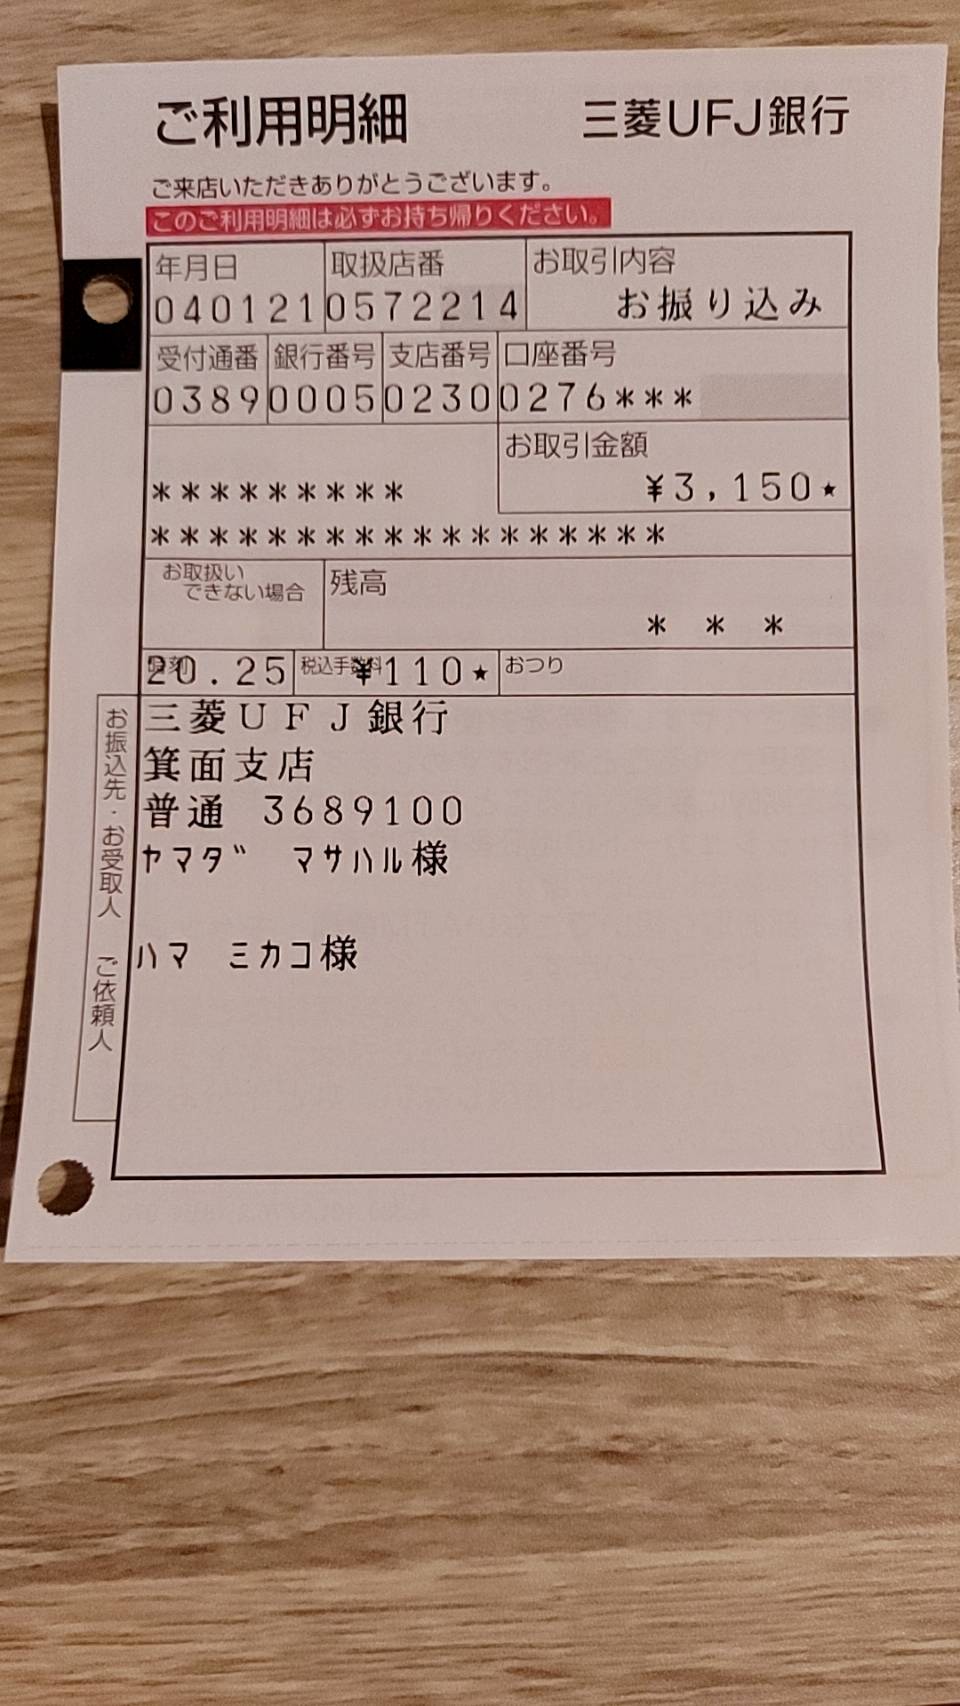 ご利用明細 三菱UFJ銀行
ご来店いただきありがとうございます。
このご利用明細は必ずお持ち帰りください。
年月日 取扱店番 お取引内容
040121 0572214 お振り込み
受付通番 銀行番号 支店番号 口座番号
0389 0005 0230 0276***
お取引金額
¥3,150★
*********
******************
お取扱い
できない場合 残高
* * *
時刻 税込手数料 おつり
20.25 ¥110★
お振込先・お受取人 ご依頼人
三菱UFJ銀行
箕面支店
普通 3689100
ヤマダ マサハル様
ハマ ミカコ様